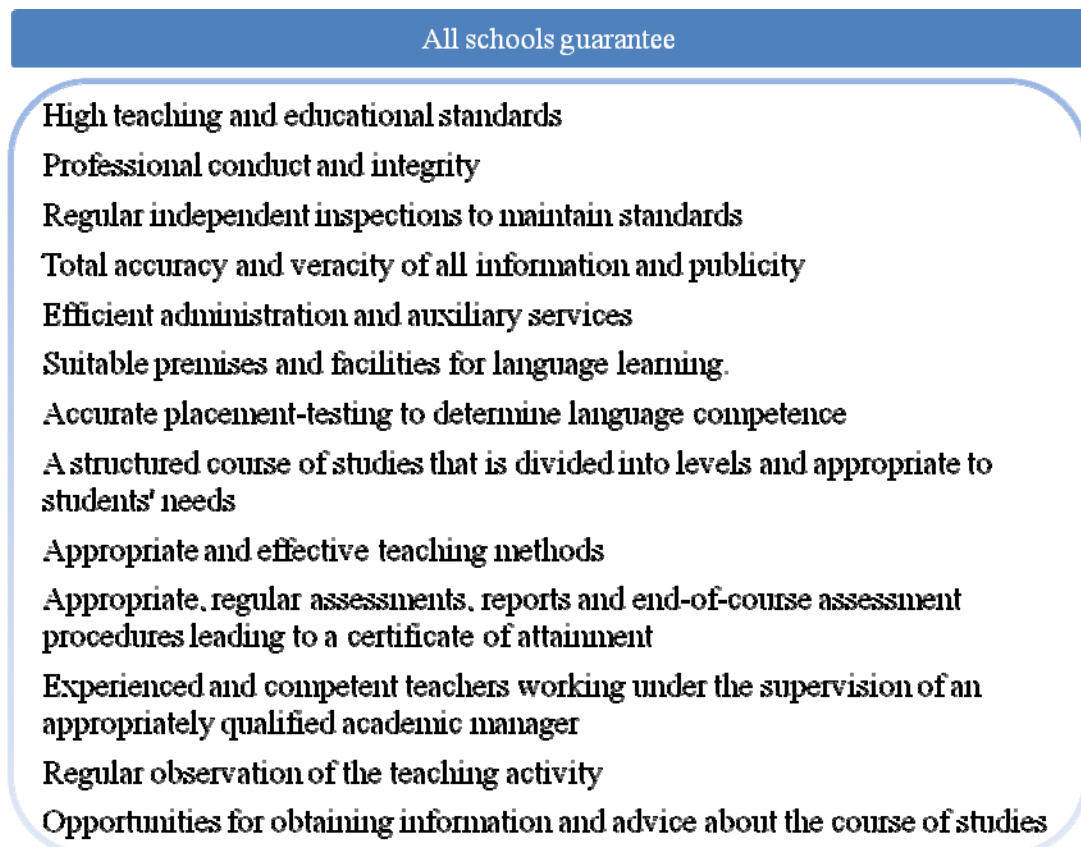 All schools guarantee
High teaching and educational standards
Professional conduct and integrity
Regular independent inspections to maintain standards
Total accuracy and veracity of all information and publicity
Efficient administration and auxiliary services
Suitable premises and facilities for language learning.
Accurate placement-testing to determine language competence
A structured course of studies that is divided into levels and appropriate to
students' needs
Appropriate and effective teaching methods
Appropriate, regular assessments, reports and end-of-course assessment
procedures leading to a certificate of attainment
Experienced and competent teachers working under the supervision of an
appropriately qualified academic manager
Regular observation of the teaching activity
Opportunities for obtaining information and advice about the course of studies